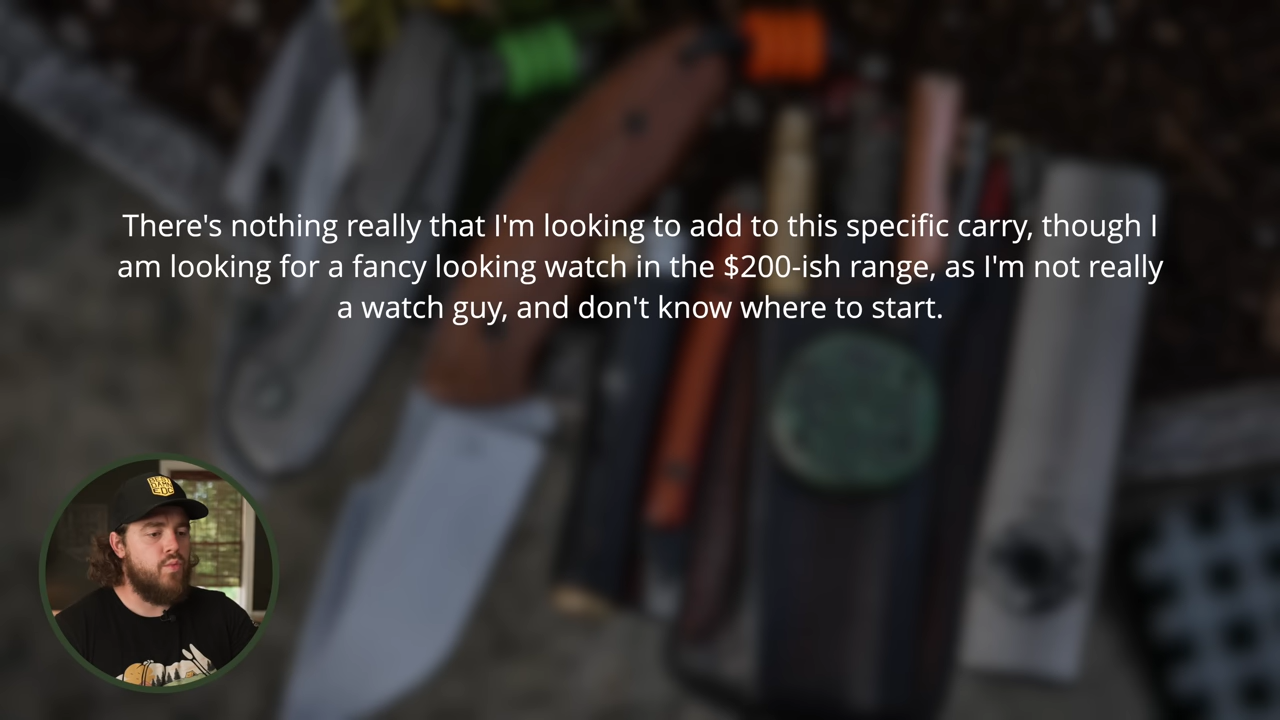 There's nothing really that I'm looking to add to this specific carry, though I
am looking for a fancy looking watch in the $200-ish range, as I'm not really
a watch guy, and don't know where to start.